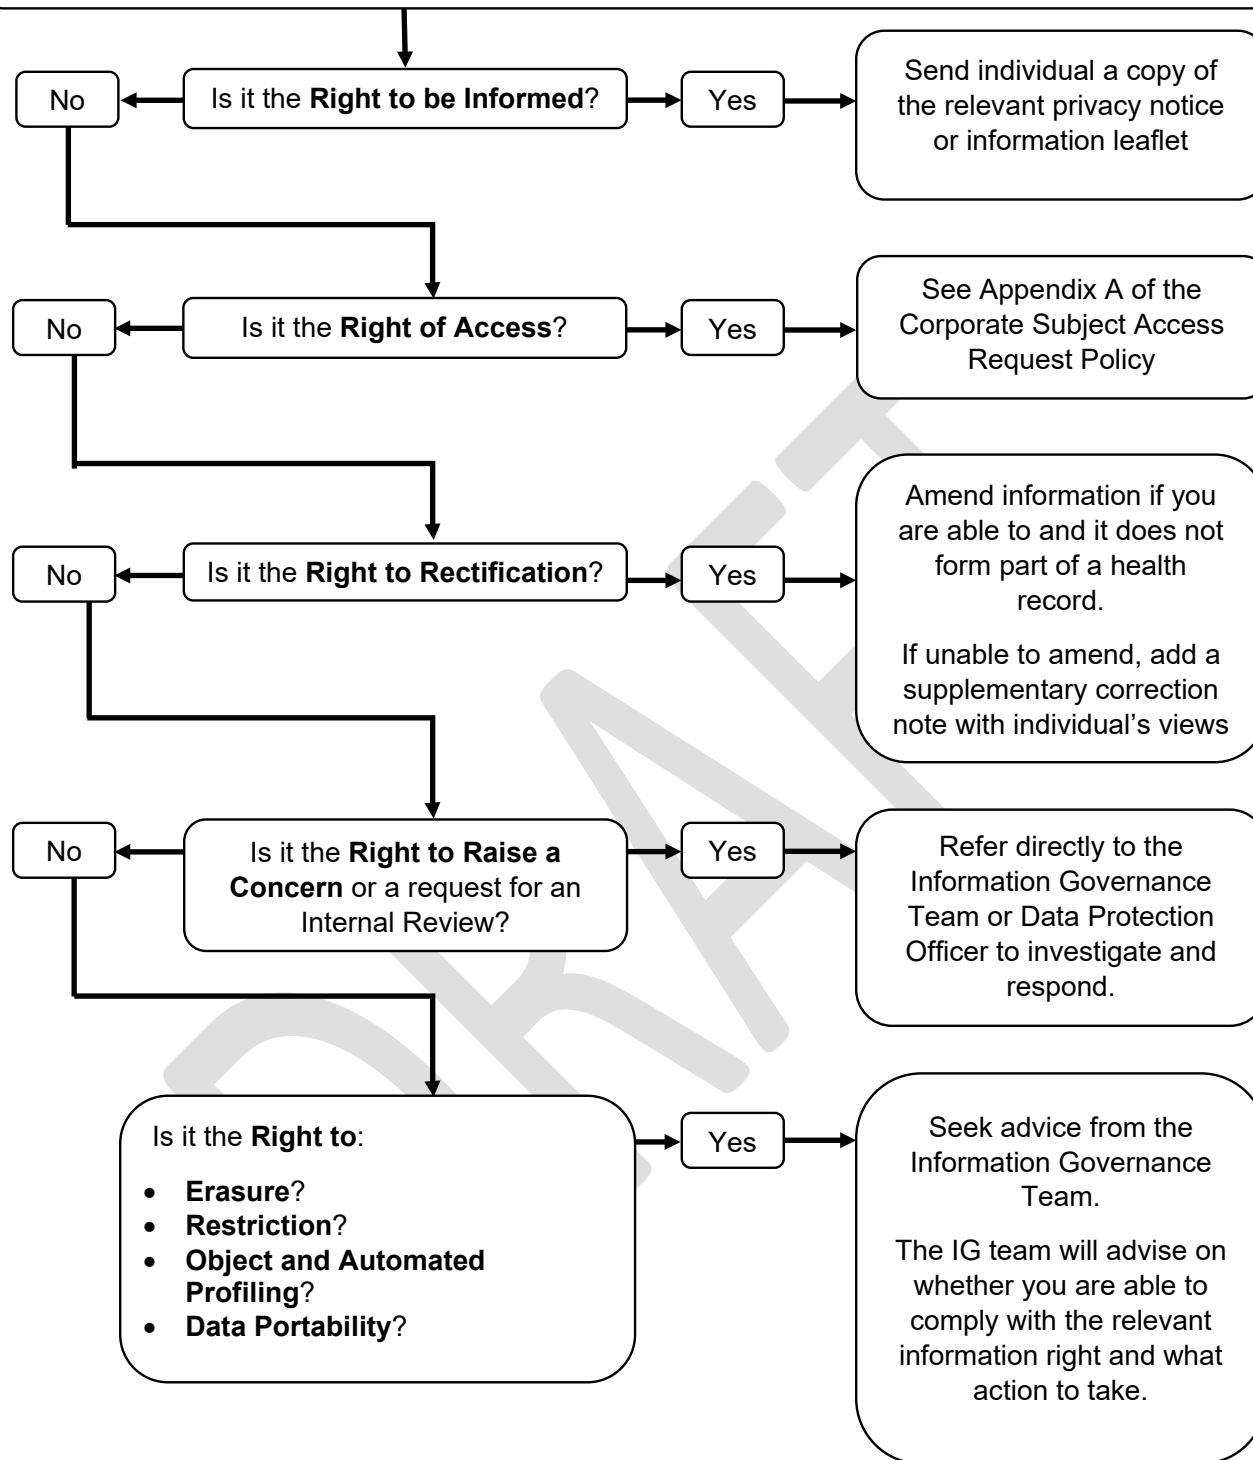 No
Is it the Right to be Informed?
Yes
Send individual a copy of
the relevant privacy notice
or information leaflet
No
Is it the Right of Access?
Yes
See Appendix A of the
Corporate Subject Access
Request Policy
No
Is it the Right to Rectification?
Yes
Amend information if you
are able to and it does not
form part of a health
record.
If unable to amend, add a
supplementary correction
note with individual’s views
No
Is it the Right to Raise a
Concern or a request for an
Internal Review?
Yes
Refer directly to the
Information Governance
Team or Data Protection
Officer to investigate and
respond.
Is it the Right to:
• Erasure?
• Restriction?
• Object and Automated
Profiling?
• Data Portability?
Yes
Seek advice from the
Information Governance
Team.
The IG team will advise on
whether you are able to
comply with the relevant
information right and what
action to take.
DRAFT